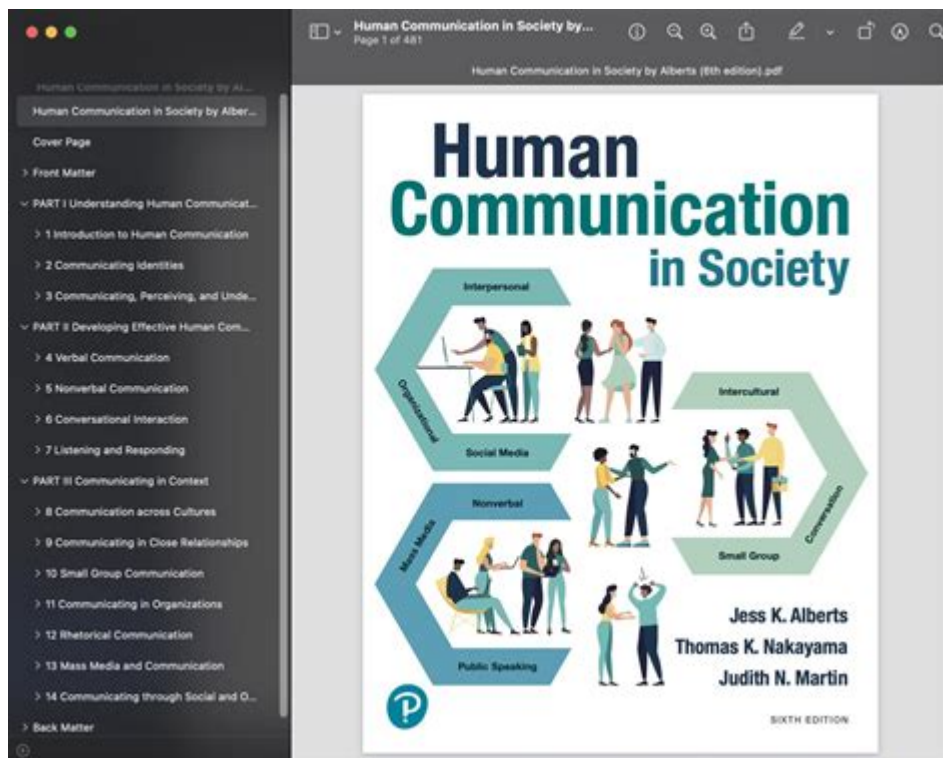 Human Communication in Society by...
Page 1 of 481
Human Communication in Society by Alberts (6th edition).pdf
Human Communication in Society by Al...
Human Communication in Society by Alber...
Cover Page
Front Matter
PART I Understanding Human Communicat...
1 Introduction to Human Communication
2 Communicating Identities
3 Communicating, Perceiving, and Unde...
PART II Developing Effective Human Com...
4 Verbal Communication
5 Nonverbal Communication
6 Conversational Interaction
7 Listening and Responding
PART III Communicating in Context
8 Communication across Cultures
9 Communicating in Close Relationships
10 Small Group Communication
11 Communicating in Organizations
12 Rhetorical Communication
13 Mass Media and Communication
14 Communicating through Social and O...
Back Matter
Human
Communication
in Society
Interpersonal
Organizational
Social Media
Intercultural
Conversation
Small Group
Nonverbal
Mass Media
Public Speaking
Jess K. Alberts
Thomas K. Nakayama
Judith N. Martin
P
SIXTH EDITION